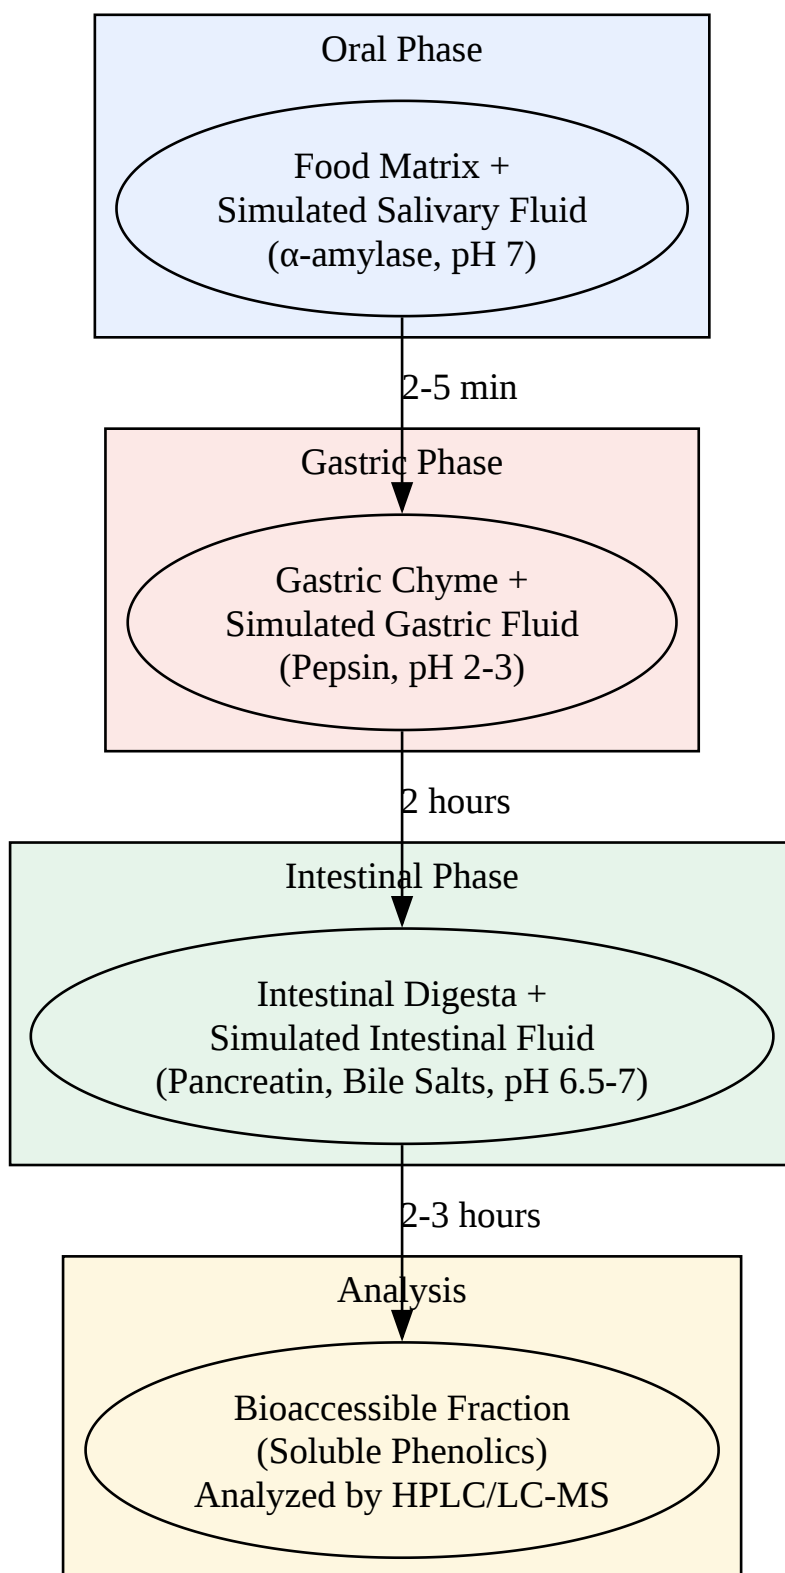 Oral Phase
Food Matrix +
Simulated Salivary Fluid
(α-amylase, pH 7)
2-5 min
Gastric Phase
Gastric Chyme +
Simulated Gastric Fluid
(Pepsin, pH 2-3)
2 hours
Intestinal Phase
Intestinal Digesta +
Simulated Intestinal Fluid
(Pancreatin, Bile Salts, pH 6.5-7)
2-3 hours
Analysis
Bioaccessible Fraction
(Soluble Phenolics)
Analyzed by HPLC/LC-MS